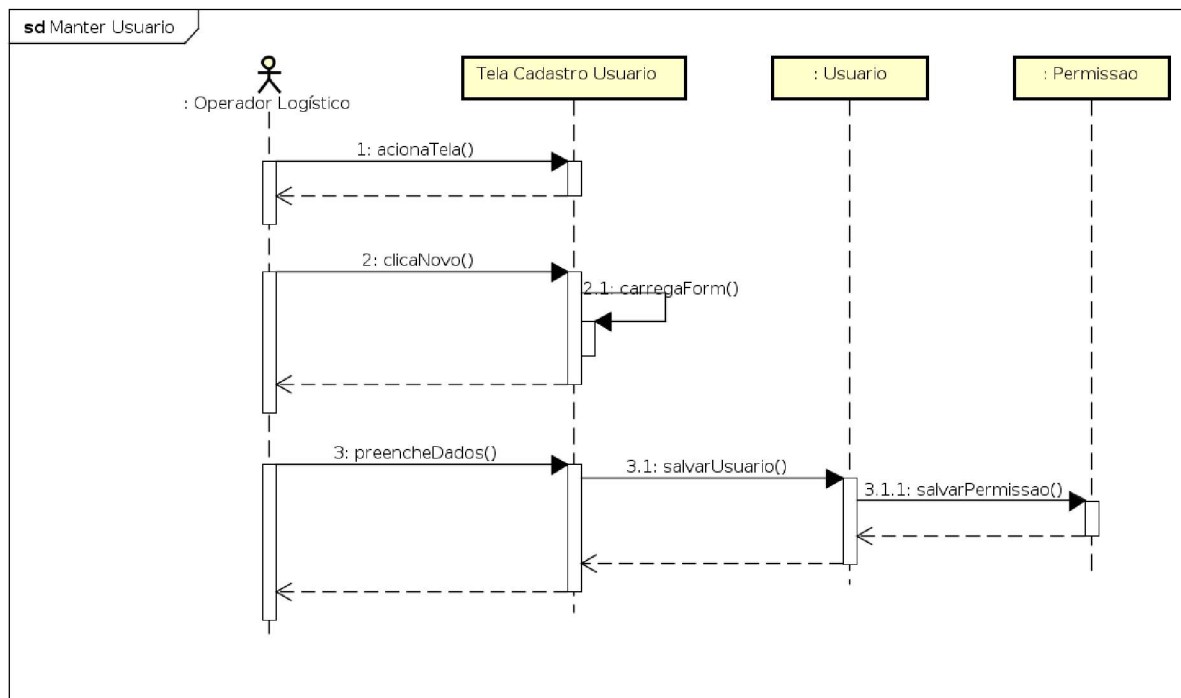 sd Manter Usuario
: Operador Logístico
Tela Cadastro Usuario
: Usuario
: Permissao
1: acionaTela()
2: clicaNovo()
2.1: carregaForm()
3: preencheDados()
3.1: salvarUsuario()
3.1.1: salvarPermissao()